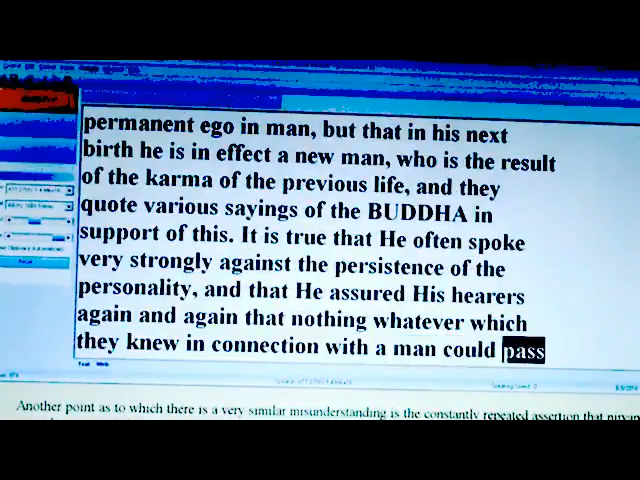 permanent ego in man, but that in his next
birth he is in effect a new man, who is the result
of the karma of the previous life, and they
quote various sayings of the BUDDHA in
support of this. It is true that He often spoke
very strongly against the persistence of the
personality, and that He assured His hearers
again and again that nothing whatever which
they knew in connection with a man could pass
Another point as to which there is a very similar misunderstanding is the constantly repeated assertion that